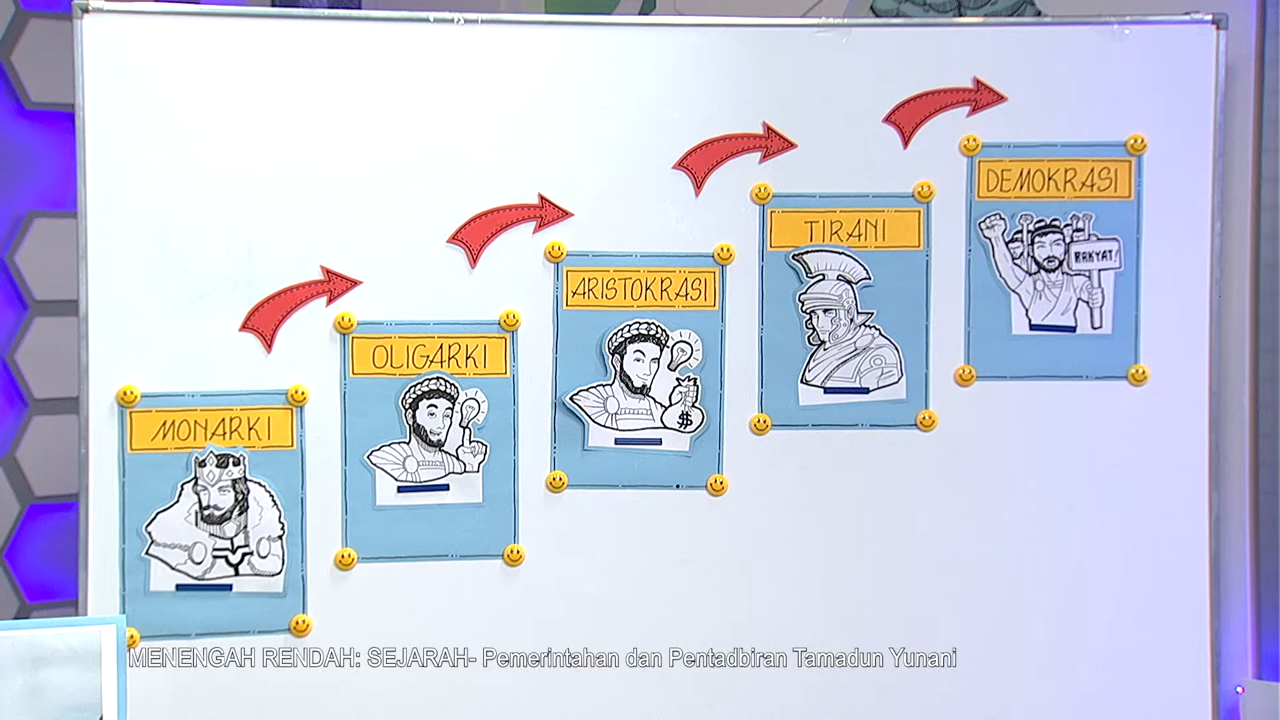 MONARKI
OLIGARKI
ARISTOKRASI
TIRANI
DEMOKRASI
RAKYAT!
$
MENENGAH RENDAH: SEJARAH- Pemerintahan dan Pentadbiran Tamadun Yunani